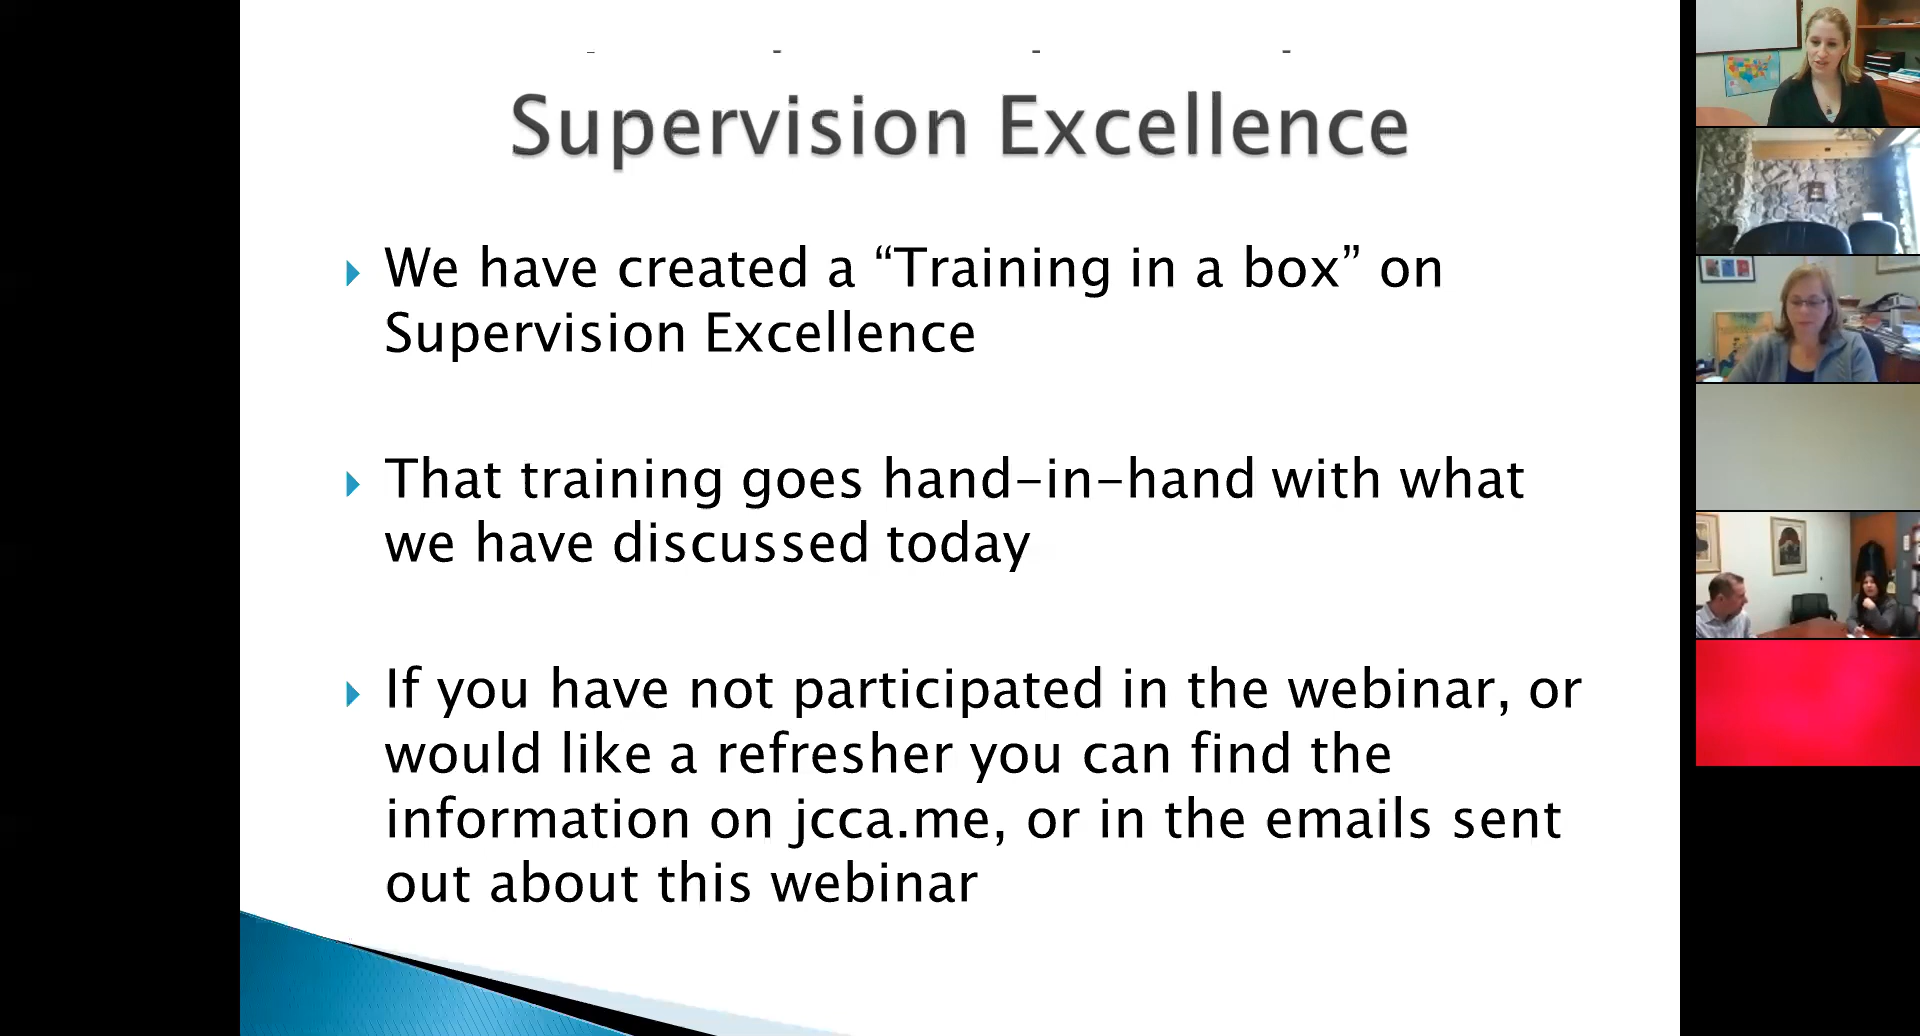 Supervision Excellence
We have created a “Training in a box” on
Supervision Excellence
That training goes hand-in-hand with what
we have discussed today
If you have not participated in the webinar, or
would like a refresher you can find the
information on jcca.me, or in the emails sent
out about this webinar